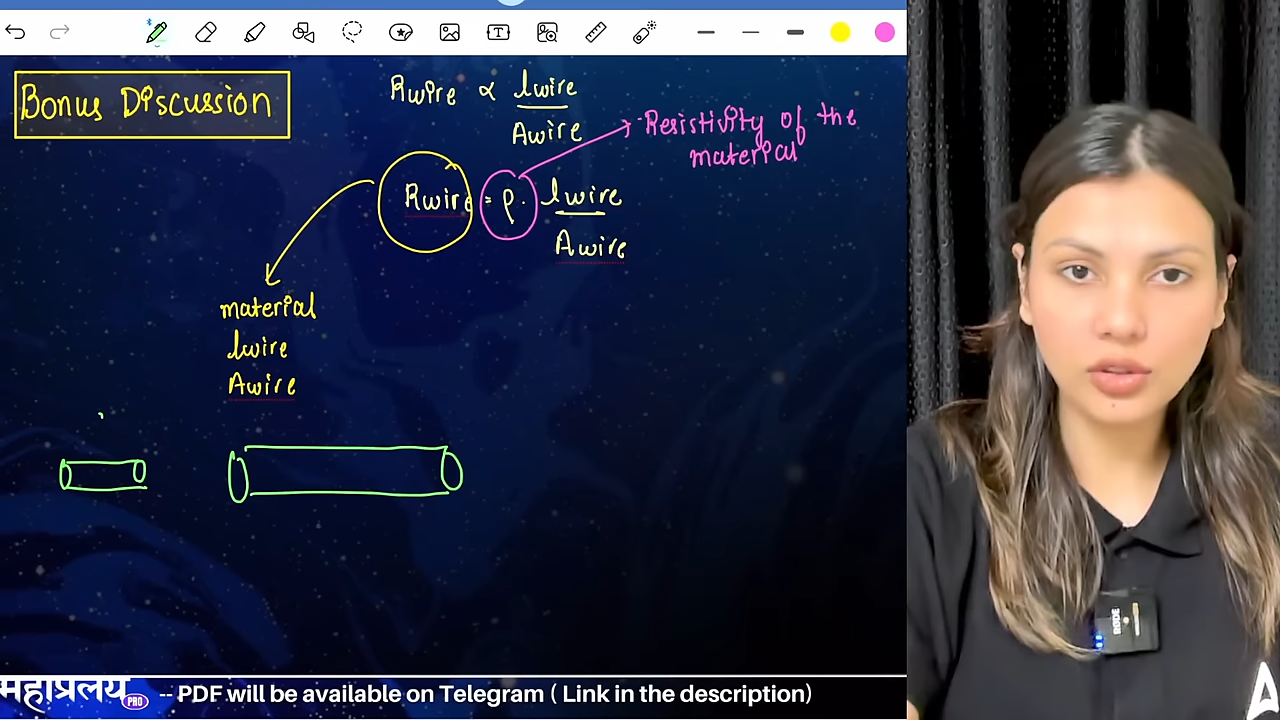 Bonus Discussion
Rwire ∝ lwire
Awire
Resistivity of the
material
Rwire = ρ. lwire
Awire
material
lwire
Awire
RODE
महाप्रलय PRO -- PDF will be available on Telegram ( Link in the description)